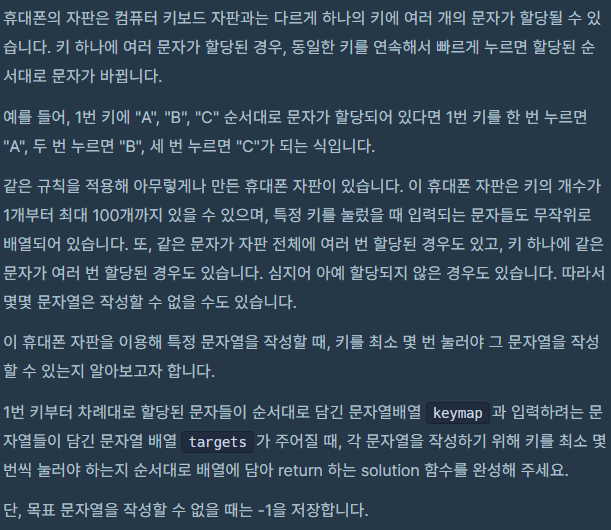 휴대폰의 자판은 컴퓨터 키보드 자판과는 다르게 하나의 키에 여러 개의 문자가 할당될 수 있
습니다. 키 하나에 여러 문자가 할당된 경우, 동일한 키를 연속해서 빠르게 누르면 할당된 순
서대로 문자가 바뀝니다.
예를 들어, 1번 키에 "A", "B", "C" 순서대로 문자가 할당되어 있다면 1번 키를 한 번 누르면
"A", 두 번 누르면 "B", 세 번 누르면 "C"가 되는 식입니다.
같은 규칙을 적용해 아무렇게나 만든 휴대폰 자판이 있습니다. 이 휴대폰 자판은 키의 개수가
1개부터 최대 100개까지 있을 수 있으며, 특정 키를 눌렀을 때 입력되는 문자들도 무작위로
배열되어 있습니다. 또, 같은 문자가 자판 전체에 여러 번 할당된 경우도 있고, 키 하나에 같은
문자가 여러 번 할당된 경우도 있습니다. 심지어 아예 할당되지 않은 경우도 있습니다. 따라서
몇몇 문자열은 작성할 수 없을 수도 있습니다.
이 휴대폰 자판을 이용해 특정 문자열을 작성할 때, 키를 최소 몇 번 눌러야 그 문자열을 작성
할 수 있는지 알아보고자 합니다.
1번 키부터 차례대로 할당된 문자들이 순서대로 담긴 문자열배열 keymap과 입력하려는 문
자열들이 담긴 문자열 배열 targets가 주어질 때, 각 문자열을 작성하기 위해 키를 최소 몇
번씩 눌러야 하는지 순서대로 배열에 담아 return 하는 solution 함수를 완성해 주세요.
단, 목표 문자열을 작성할 수 없을 때는 -1을 저장합니다.